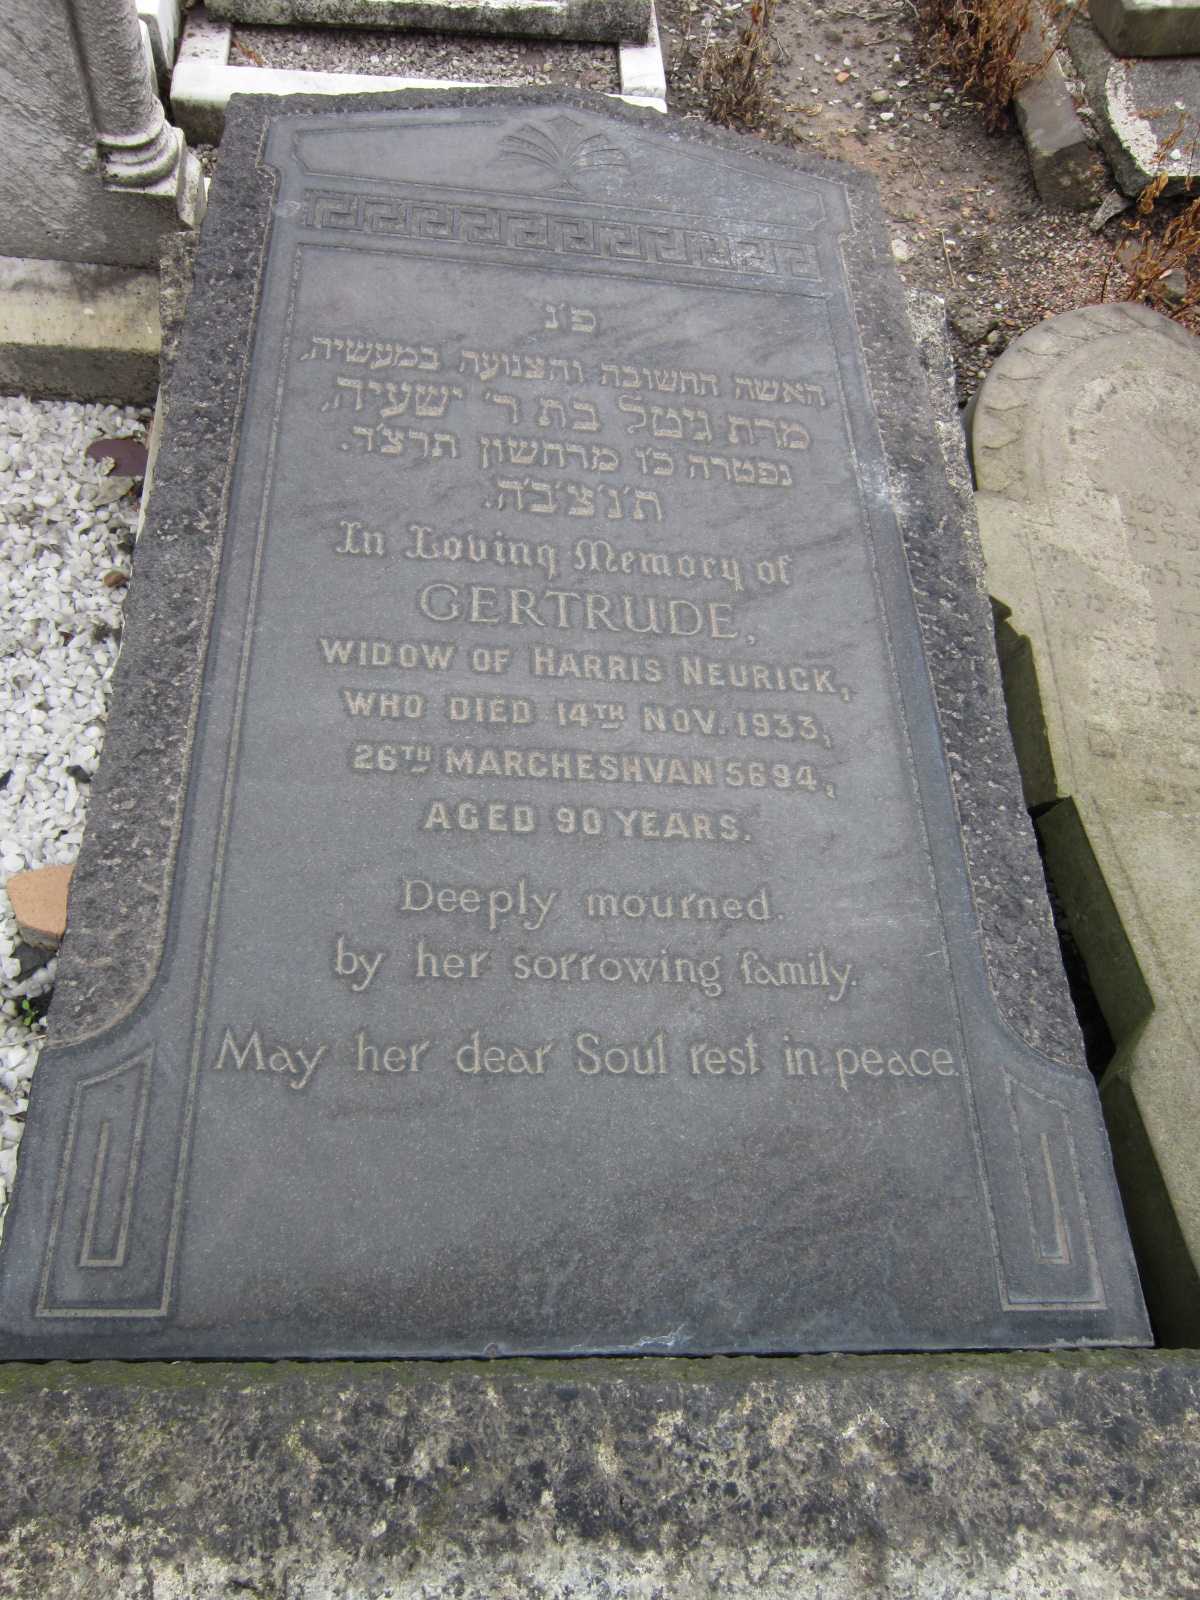 פ״נ
האשה החשובה והצנועה במעשיה,
מרת גיטל בת ר׳ ישעיה,
נפטרה כ״ו מרחשון תרצ״ד.
ת׳נ׳צ׳ב׳ה׳.
In Loving Memory of
GERTRUDE,
WIDOW OF HARRIS NEURICK,
WHO DIED 14TH NOV. 1933,
26TH MARCHESHVAN 5694,
AGED 90 YEARS.
Deeply mourned
by her sorrowing family.
May her dear Soul rest in peace.